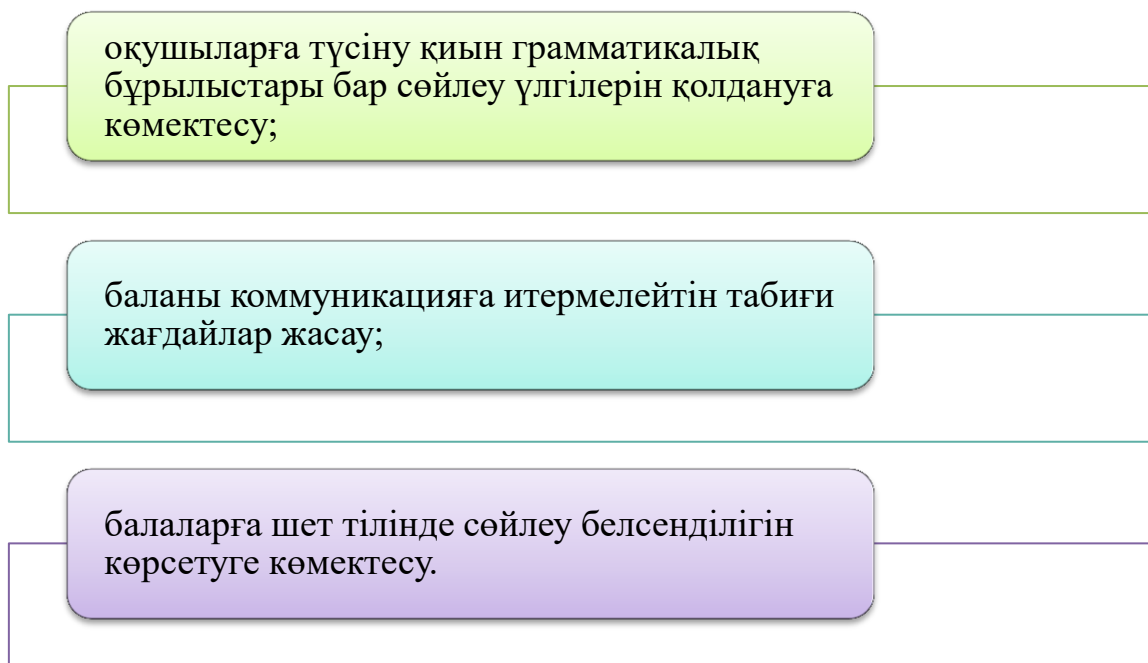 оқушыларға түсіну қиын грамматикалық
бұрылыстары бар сөйлеу үлгілерін қолдануға
көмектесу;
баланы коммуникацияға итермелейтін табиғи
жағдайлар жасау;
балаларға шет тілінде сөйлеу белсенділігін
көрсетуге көмектесу.